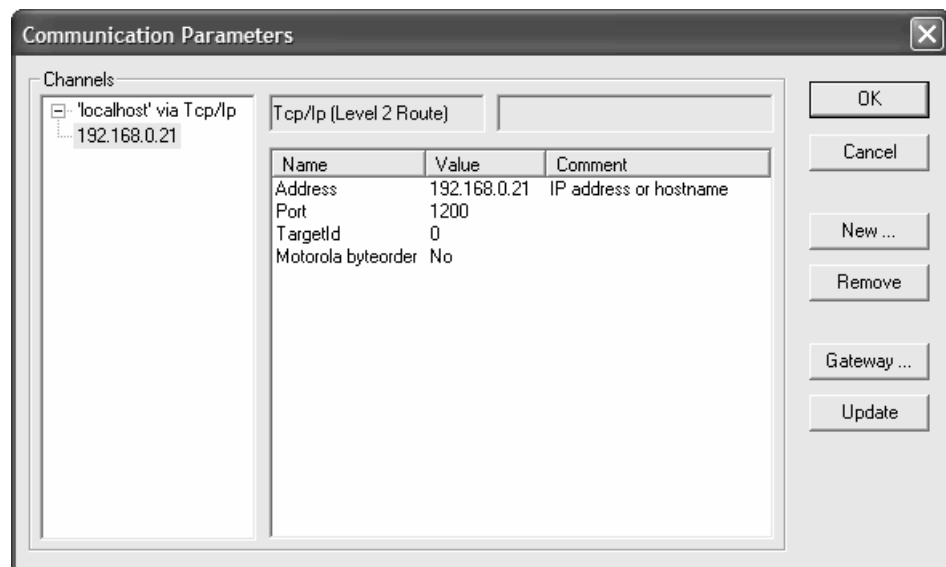 Communication Parameters
Channels
'localhost' via Tcp/Ip
192.168.0.21
Tcp/Ip (Level 2 Route)
Name Value Comment
Address 192.168.0.21 IP address or hostname
Port 1200
TargetId 0
Motorola byteorder No
OK
Cancel
New ...
Remove
Gateway ...
Update